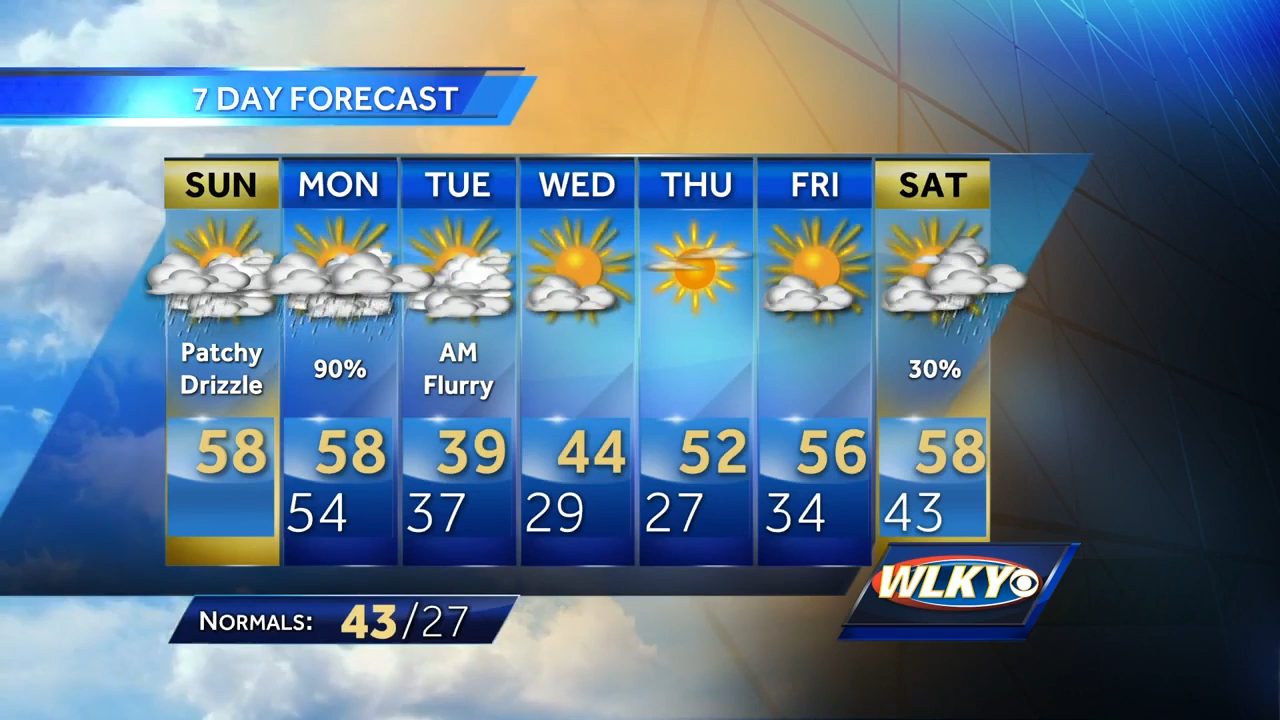 7 DAY FORECAST
SUN MON TUE WED THU FRI SAT
Patchy Drizzle 90% AM Flurry 30%
58 58 39 44 52 56 58
54 37 29 27 34 43
WLKY
NORMALS: 43/27